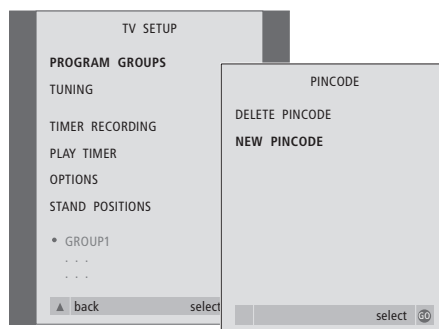 TV SETUP
PROGRAM GROUPS
TUNING
TIMER RECORDING
PLAY TIMER
OPTIONS
STAND POSITIONS
• GROUP1
. . .
. . .
▲ back select
PINCODE
DELETE PINCODE
NEW PINCODE
select GO